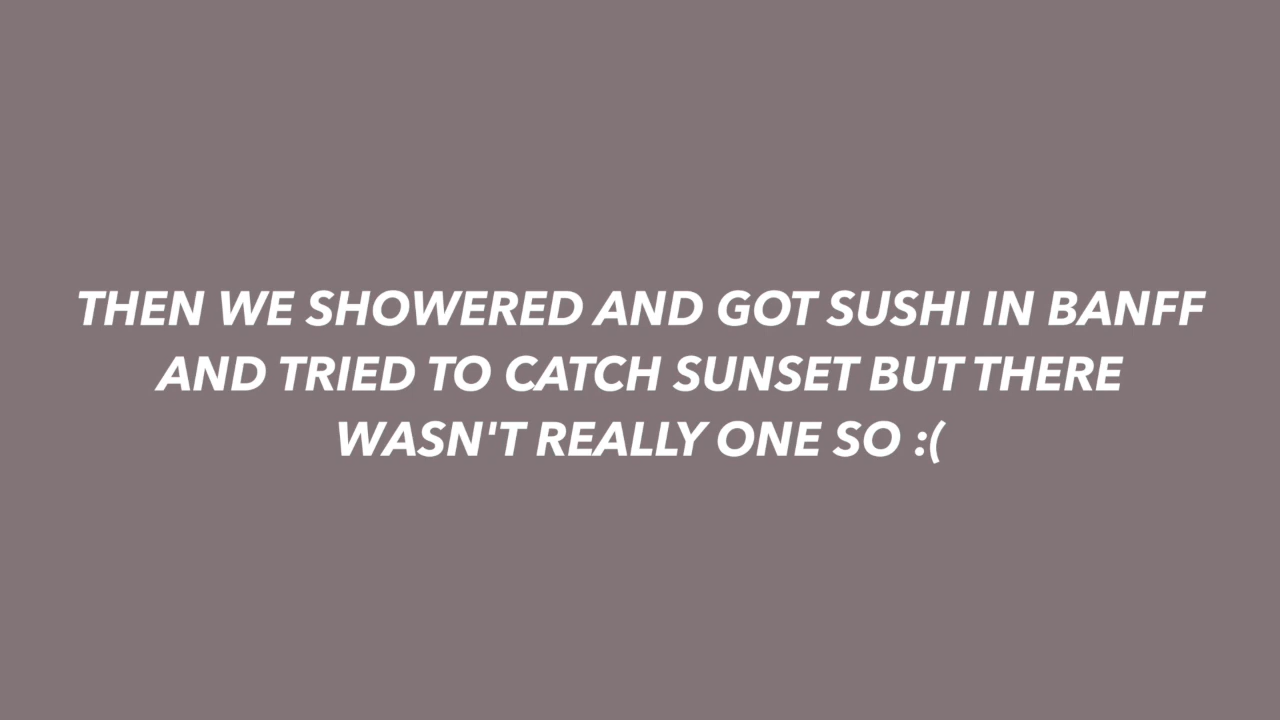 THEN WE SHOWERED AND GOT SUSHI IN BANFF
AND TRIED TO CATCH SUNSET BUT THERE
WASN'T REALLY ONE SO :(